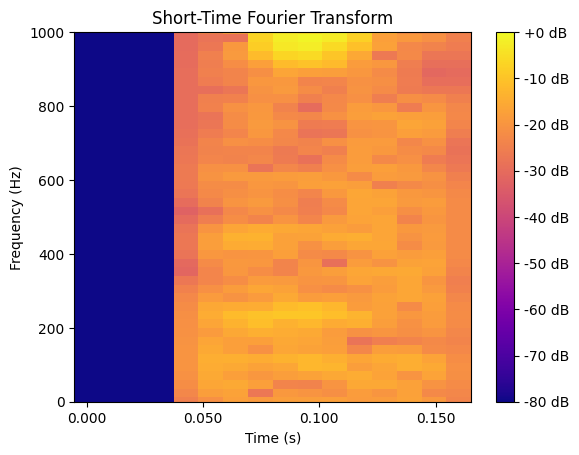 Short-Time Fourier Transform
Frequency (Hz)
1000
800
600
400
200
0
0.000
0.050
0.100
0.150
Time (s)
+0 dB
-10 dB
-20 dB
-30 dB
-40 dB
-50 dB
-60 dB
-70 dB
-80 dB